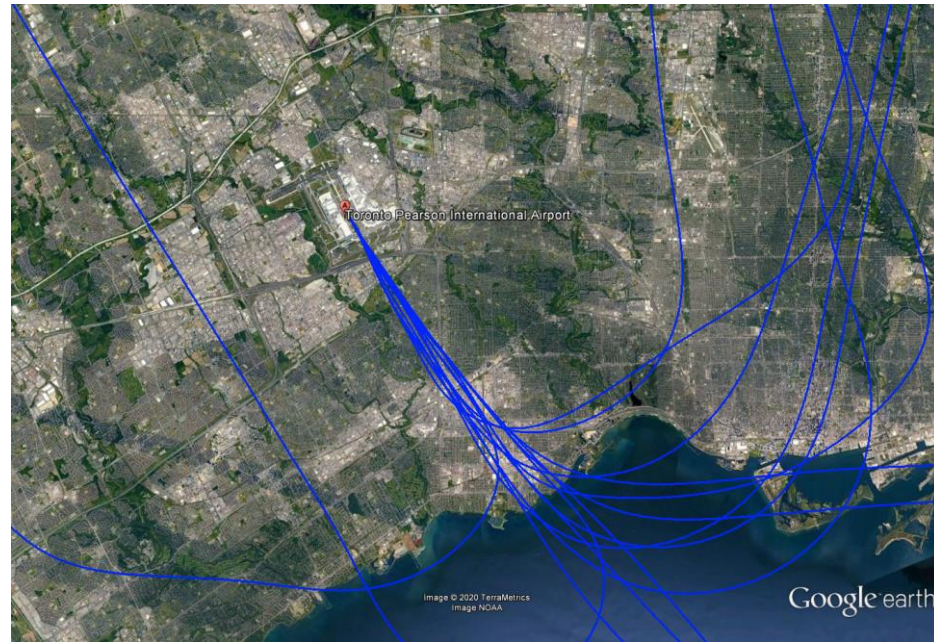 A
Toronto Pearson International Airport
Image © 2020 TerraMetrics
Image NOAA
Google earth